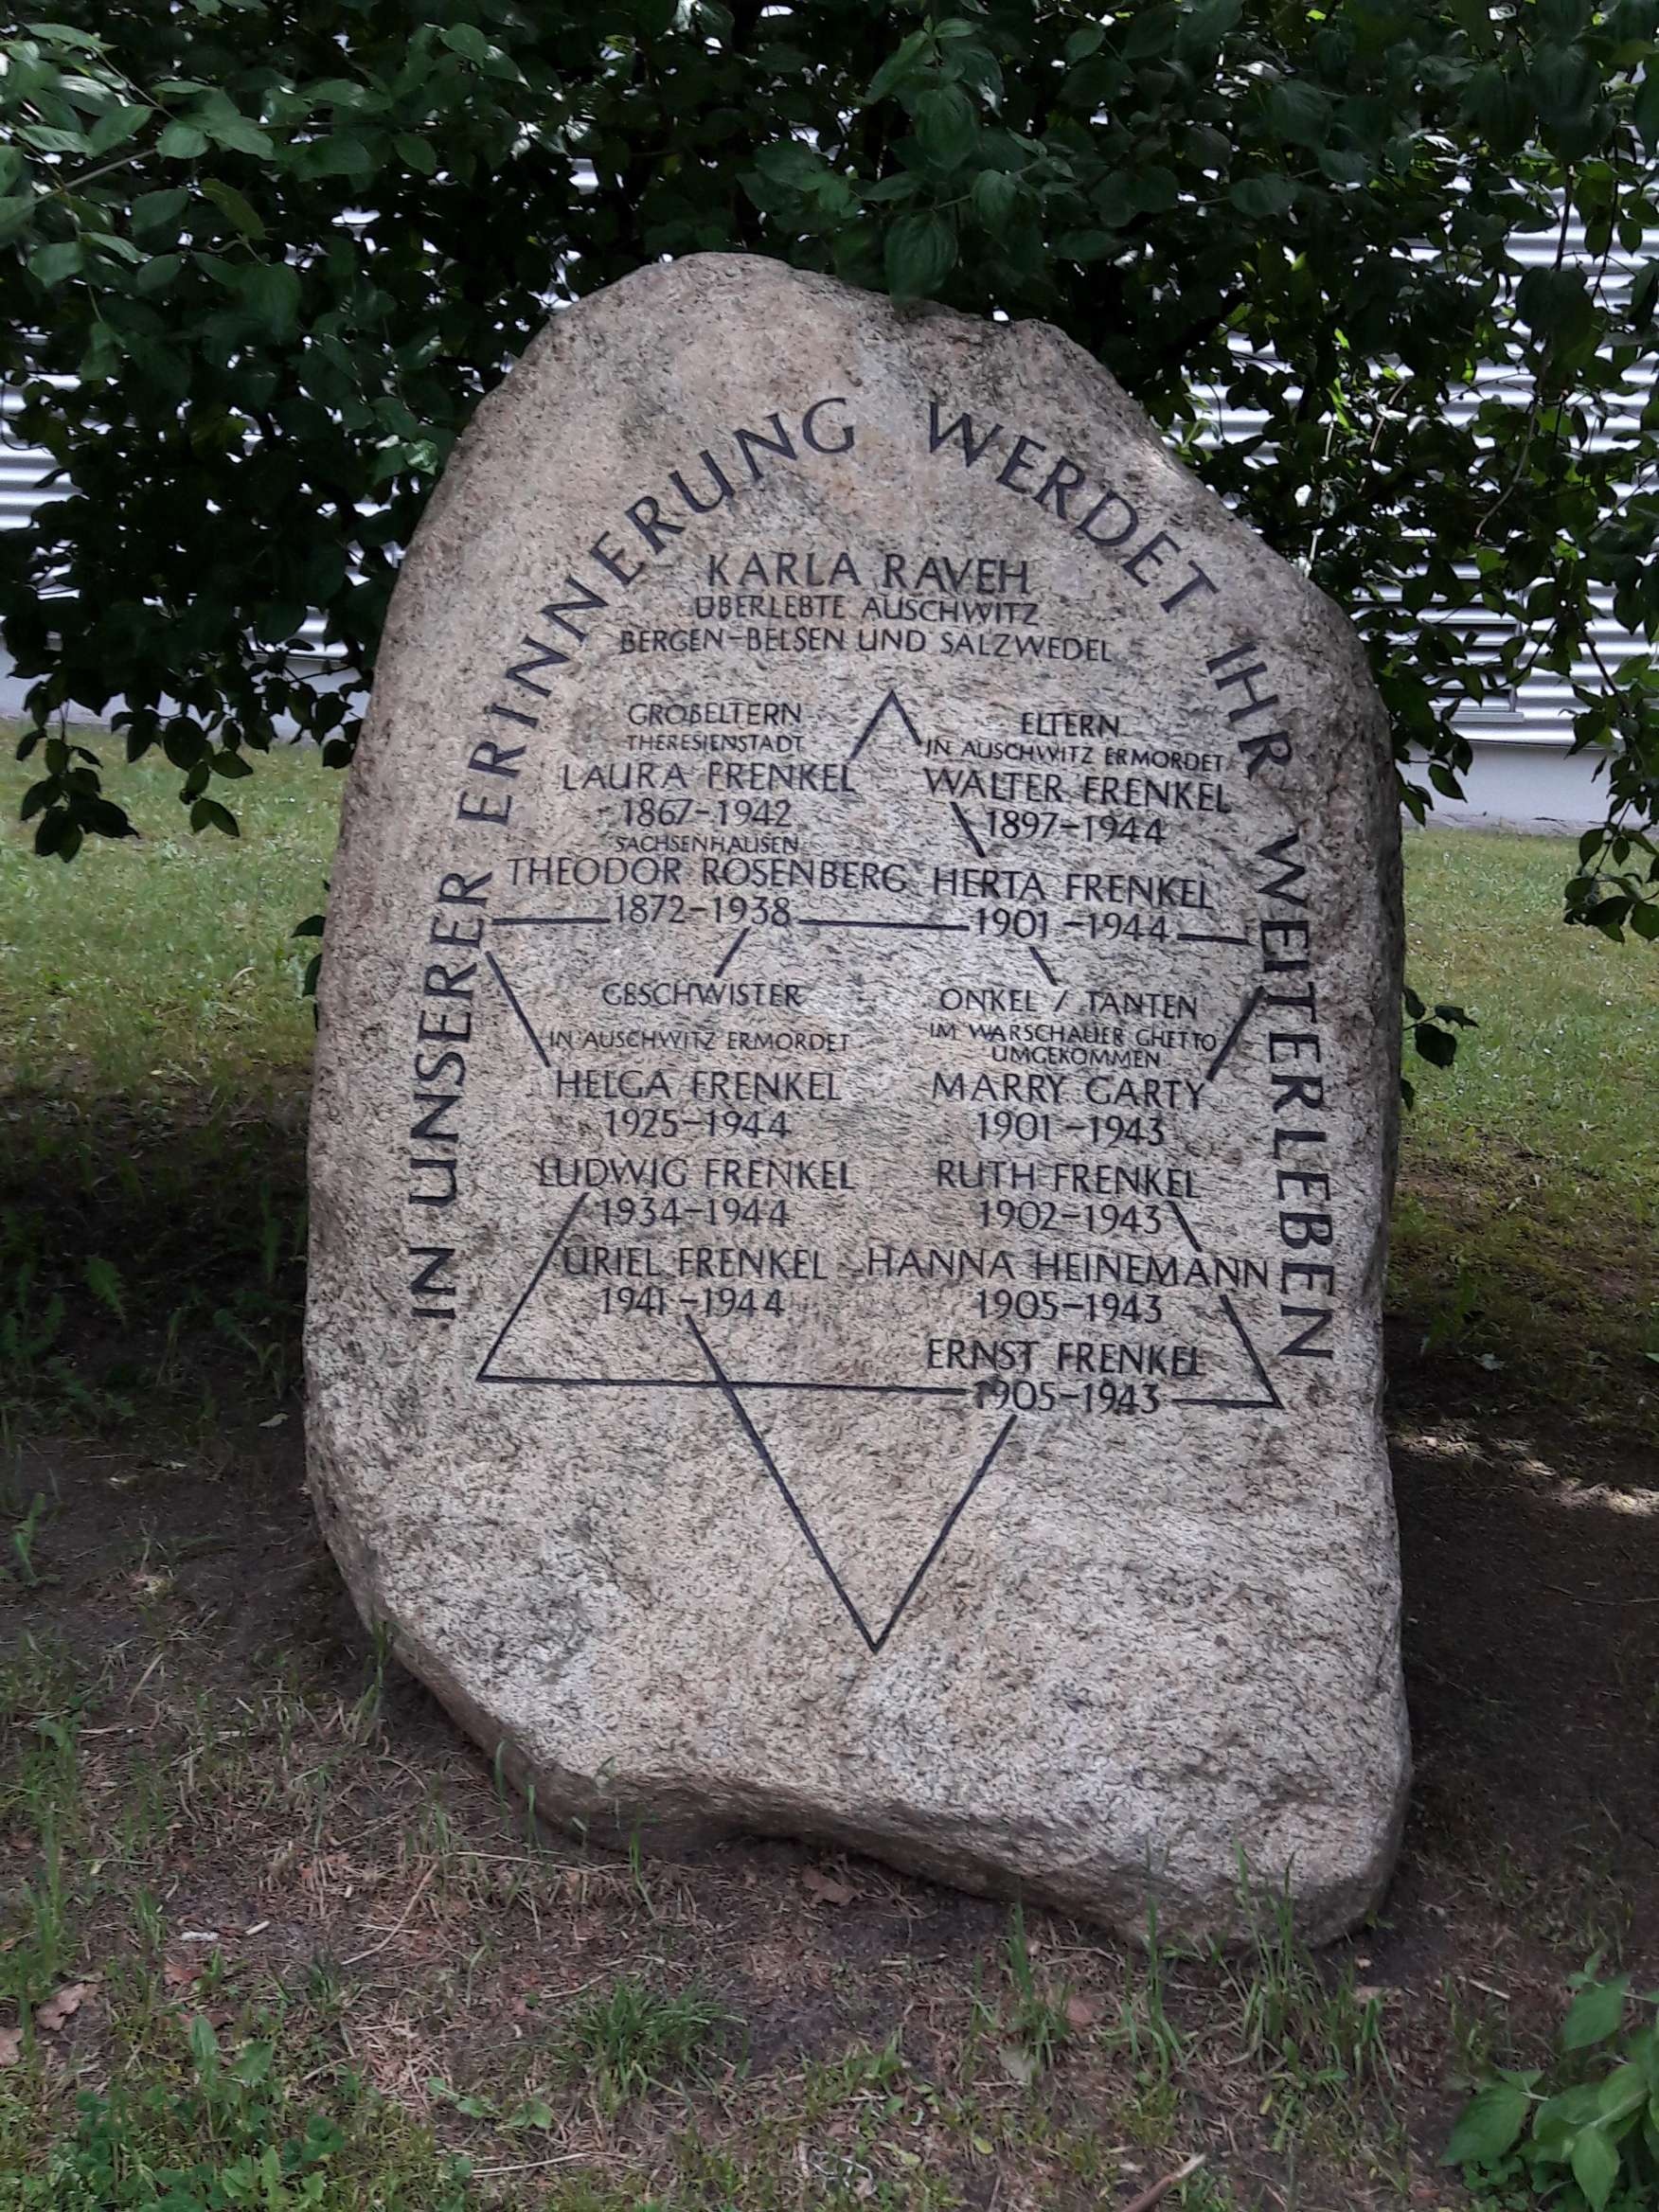 IN UNSERER ERINNERUNG WERDET IHR WEITERLEBEN
KARLA RAVEH
ÜBERLEBTE AUSCHWITZ
BERGEN-BELSEN UND SALZWEDEL
GROßELTERN
THERESIENSTADT
LAURA FRENKEL
1867-1942
SACHSENHAUSEN
THEODOR ROSENBERG
1872-1938
ELTERN
IN AUSCHWITZ ERMORDET
WALTER FRENKEL
1897-1944
HERTA FRENKEL
1901-1944
GESCHWISTER
IN AUSCHWITZ ERMORDET
HELGA FRENKEL
1925-1944
LUDWIG FRENKEL
1934-1944
URIEL FRENKEL
1941-1944
ONKEL / TANTEN
IM WARSCHAUER GHETTO
UMGEKOMMEN
MARRY GARTY
1901-1943
RUTH FRENKEL
1902-1943
HANNA HEINEMANN
1905-1943
ERNST FRENKEL
1905-1943